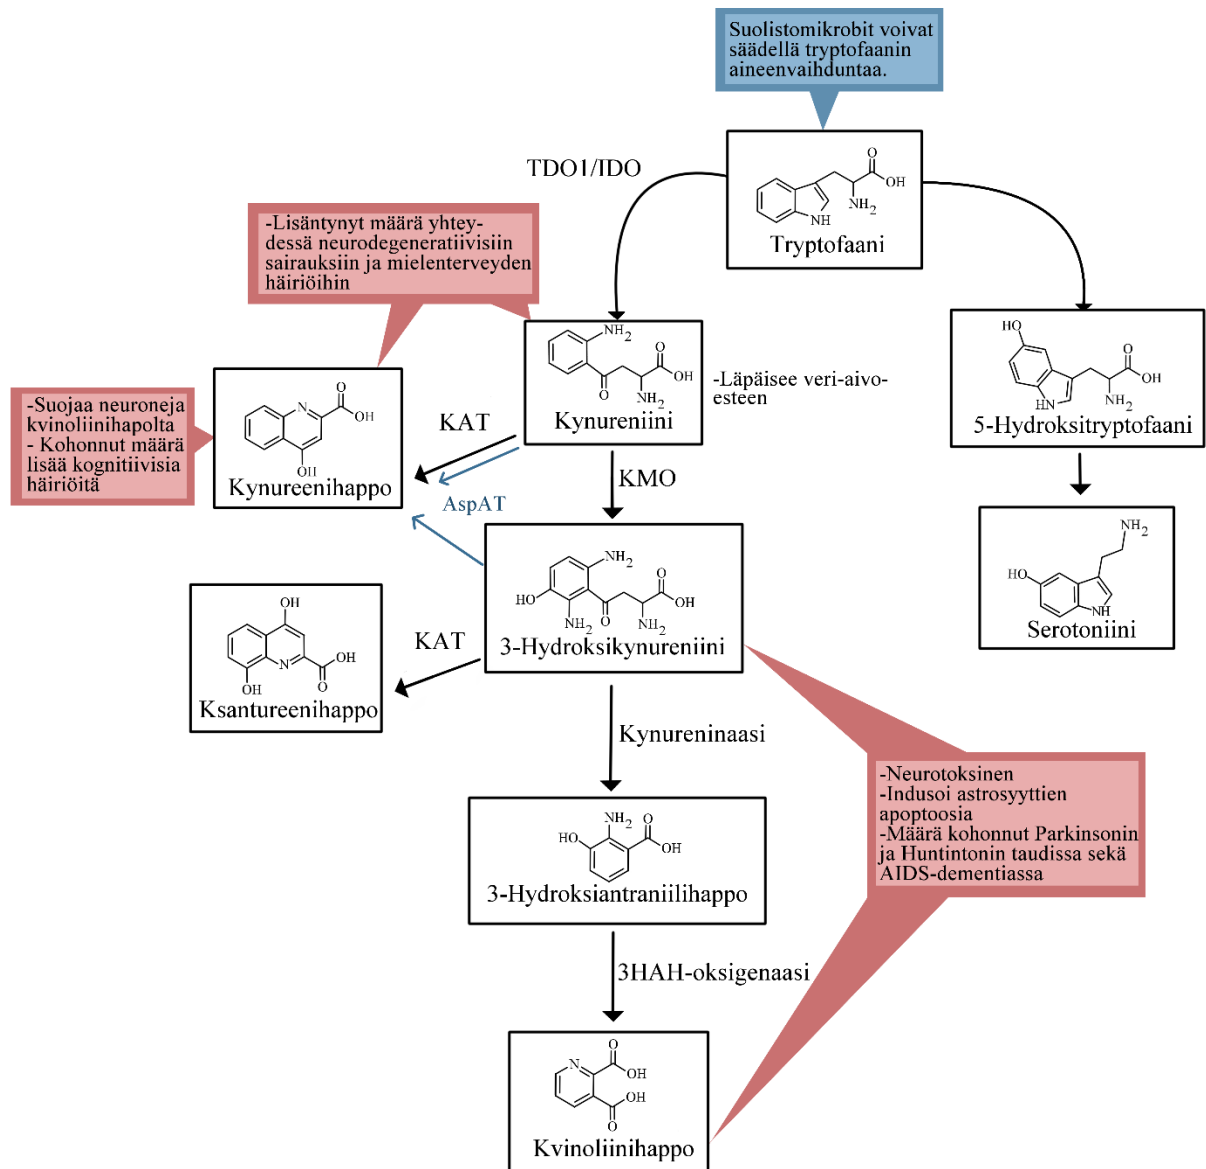 Suolistomikrobit voivat
säädellä tryptofaanin
aineenvaihduntaa.
TDO1/IDO
O
OH
NH2
NH
Tryptofaani
-Lisäntynyt määrä yhtey-
dessä neurodegeneratiivisiin
sairauksiin ja mielenterveyden
häiriöihin
NH2
O
OH
O
NH2
Kynureniini
-Läpäisee veri-aivo-
esteen
HO
O
OH
NH2
HN
5-Hydroksitryptofaani
-Suojaa neuroneja
kvinoliinihapolta
- Kohonnut määrä
lisää kognitiivisia
häiriöitä
O
N
OH
OH
Kynureenihappo
KAT
KMO
AspAT
NH2
O
HO
OH
NH2
O
NH2
3-Hydroksikynureniini
NH2
HO
NH
Serotoniini
OH
N
OH
OH
O
Ksantureenihappo
KAT
Kynureninaasi
-Neurotoksinen
-Indusoi astrosyyttien
apoptoosia
-Määrä kohonnut Parkinsonin
ja Huntintonin taudissa sekä
AIDS-dementiassa
NH2
O
HO
OH
3-Hydroksiantraniilihappo
3HAH-oksigenaasi
O
N
OH
OH
O
Kvinoliinihappo